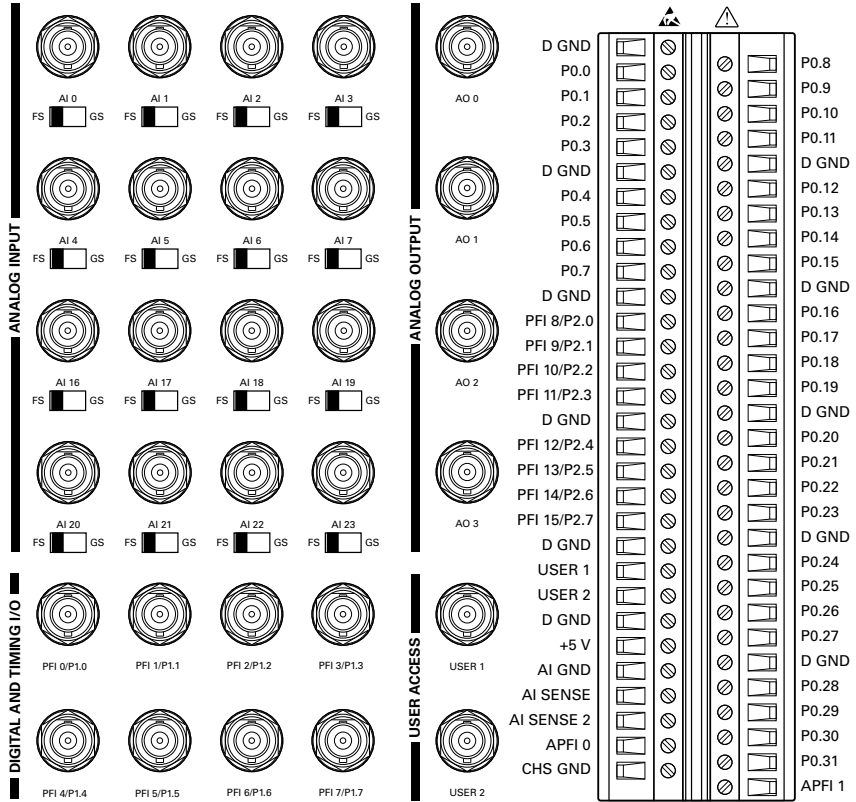 ANALOG INPUT
AI 0 AI 1 AI 2 AI 3
FS GS FS GS FS GS FS GS
AI 4 AI 5 AI 6 AI 7
FS GS FS GS FS GS FS GS
AI 16 AI 17 AI 18 AI 19
FS GS FS GS FS GS FS GS
AI 20 AI 21 AI 22 AI 23
FS GS FS GS FS GS FS GS
DIGITAL AND TIMING I/O
PFI 0/P1.0 PFI 1/P1.1 PFI 2/P1.2 PFI 3/P1.3
PFI 4/P1.4 PFI 5/P1.5 PFI 6/P1.6 PFI 7/P1.7
ANALOG OUTPUT
AO 0
AO 1
AO 2
AO 3
USER ACCESS
USER 1
USER 2
D GND
P0.0
P0.1
P0.2
P0.3
D GND
P0.4
P0.5
P0.6
P0.7
D GND
PFI 8/P2.0
PFI 9/P2.1
PFI 10/P2.2
PFI 11/P2.3
D GND
PFI 12/P2.4
PFI 13/P2.5
PFI 14/P2.6
PFI 15/P2.7
D GND
USER 1
USER 2
D GND
+5 V
AI GND
AI SENSE
AI SENSE 2
APFI 0
CHS GND
P0.8
P0.9
P0.10
P0.11
D GND
P0.12
P0.13
P0.14
P0.15
D GND
P0.16
P0.17
P0.18
P0.19
D GND
P0.20
P0.21
P0.22
P0.23
D GND
P0.24
P0.25
P0.26
P0.27
D GND
P0.28
P0.29
P0.30
P0.31
APFI 1